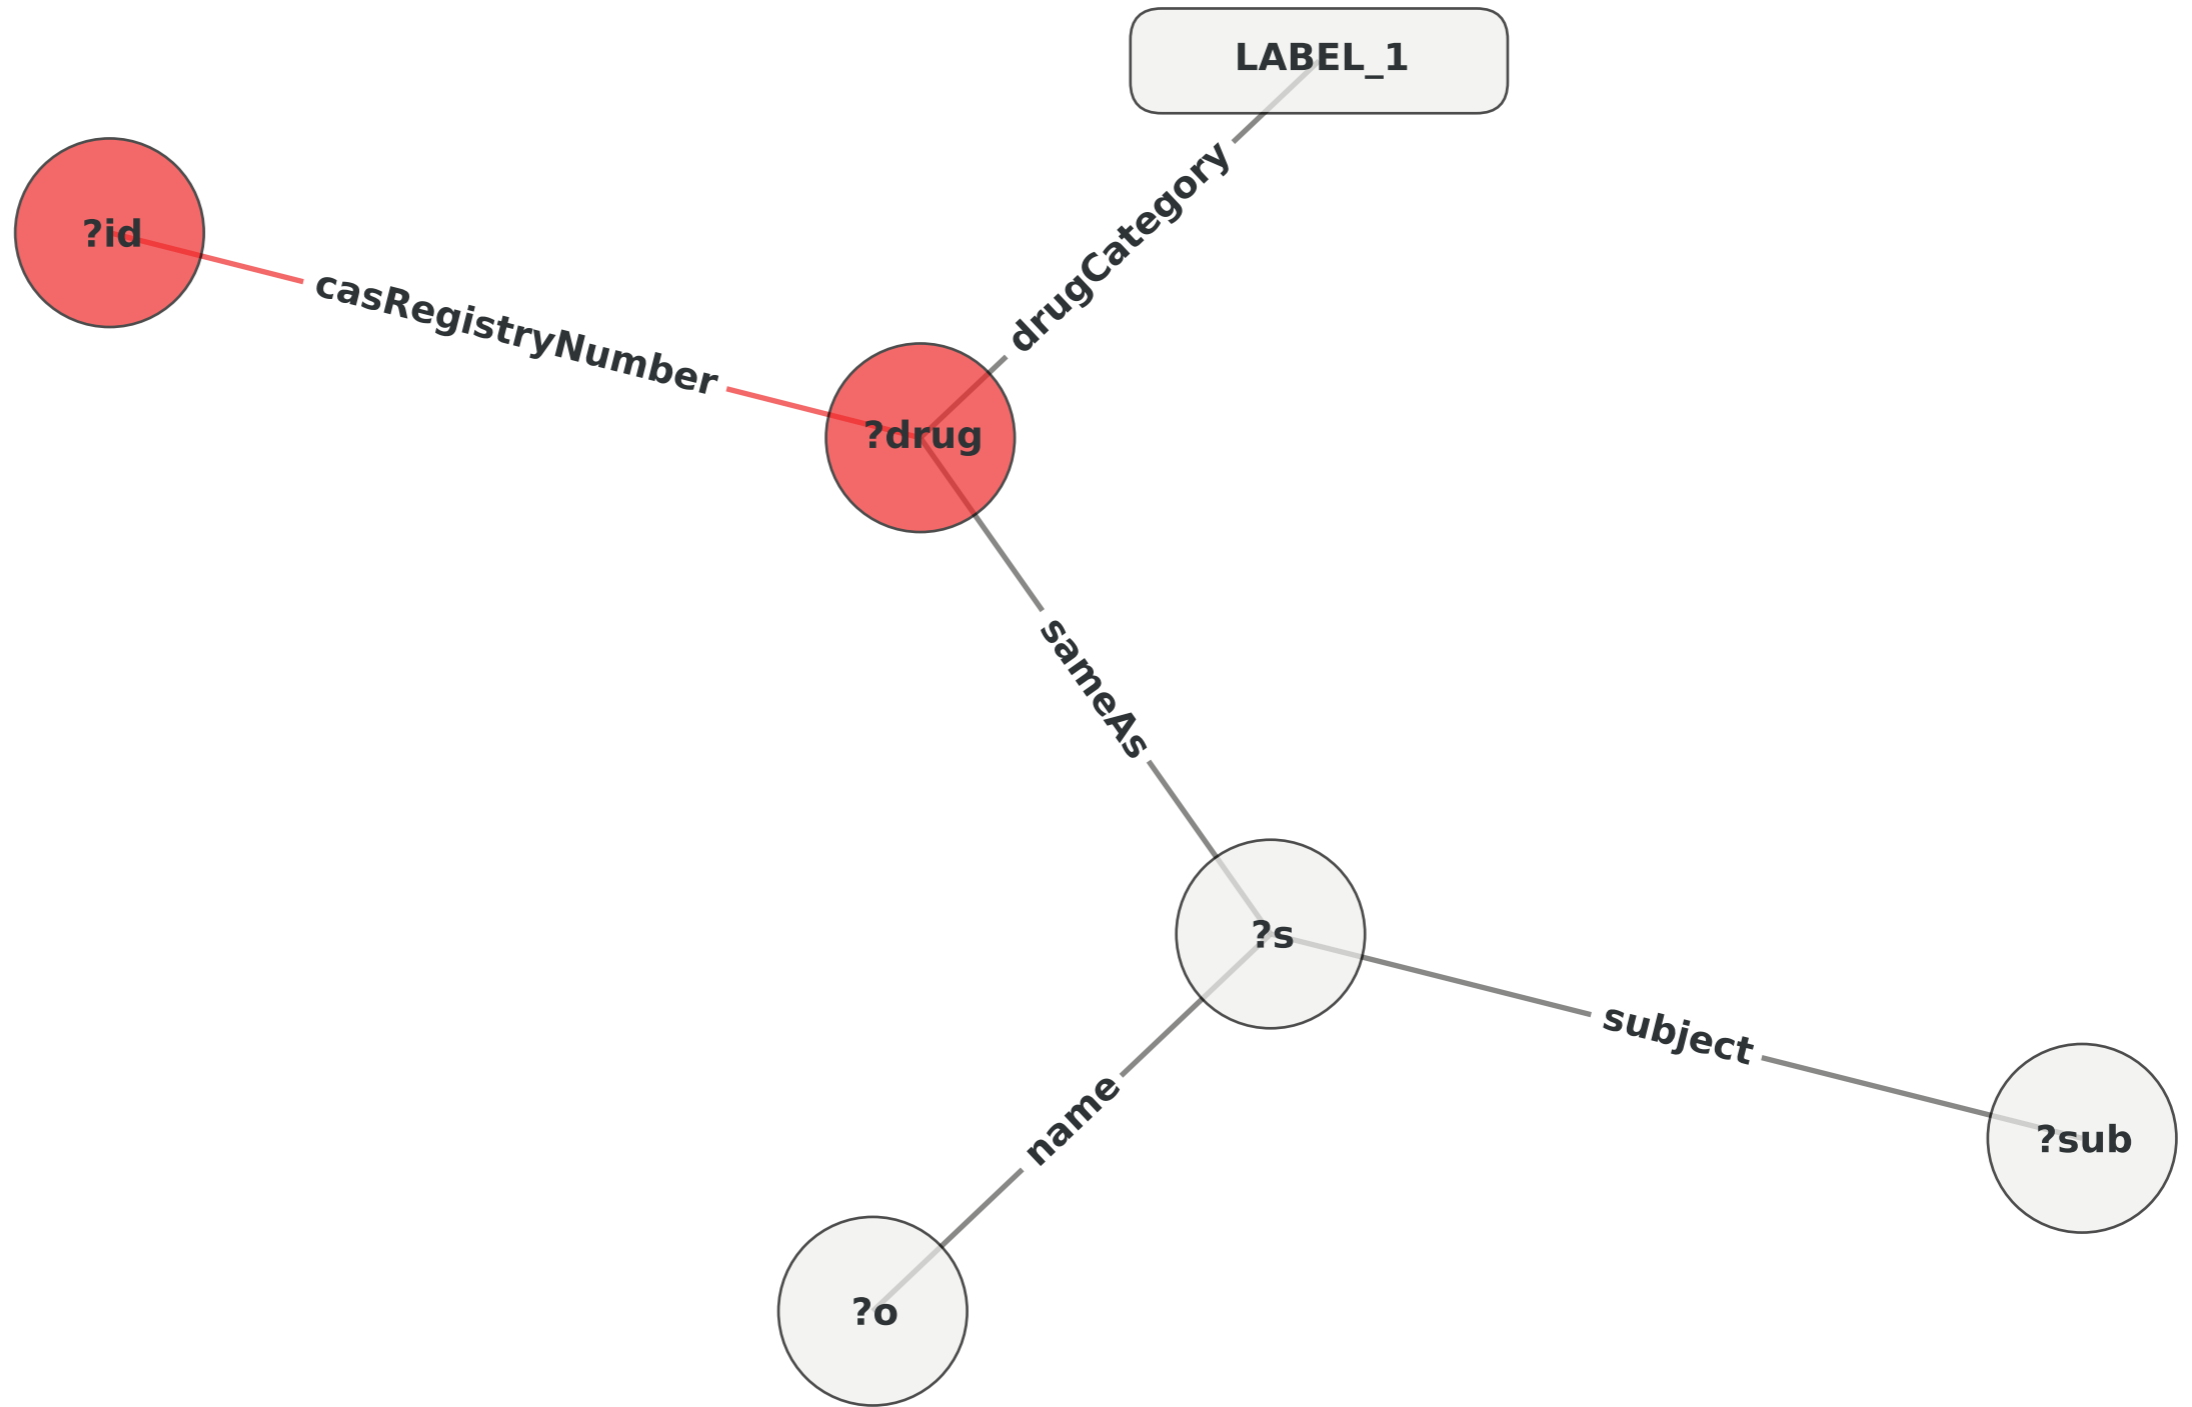 LABEL_1
?id
drugCategory
casRegistryNumber
?drug
sameAs
?s
subject
name
?sub
?o